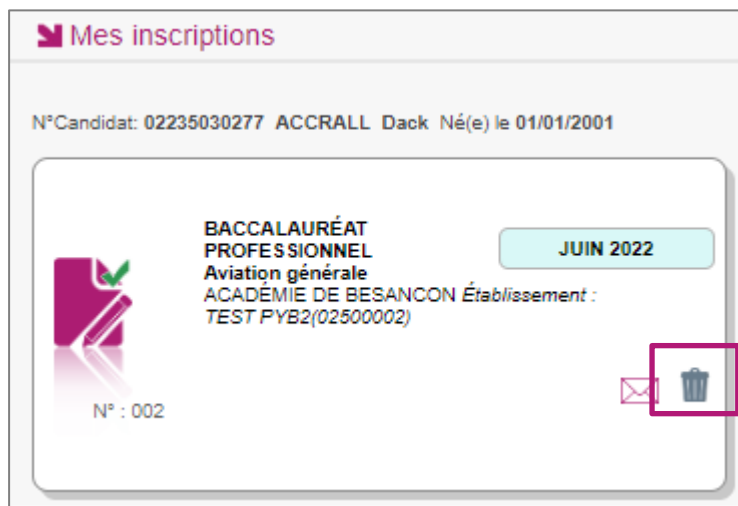 Mes inscriptions
N°Candidat: 02235030277 ACCRALL Dack Né(e) le 01/01/2001
BACCALAURÉAT
PROFESSIONNEL
JUIN 2022
Aviation générale
ACADÉMIE DE BESANCON Établissement :
TEST PYB2(02500002)
N° : 002